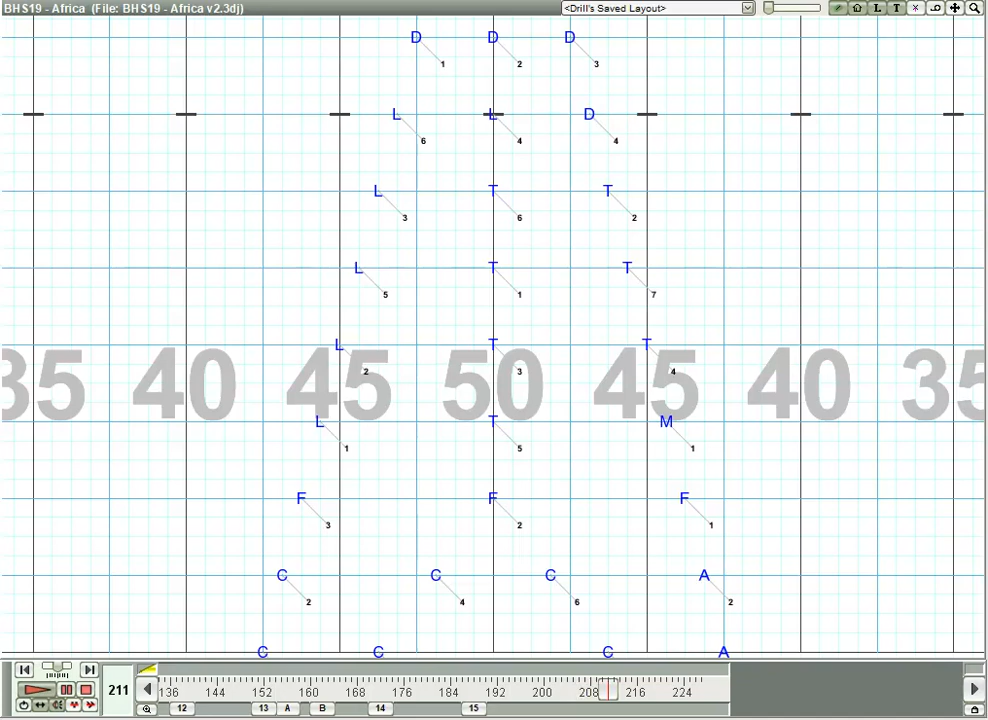 BHS19 - Africa (File: BHS19 - Africa v2.3dj)
<Drill's Saved Layout>
L T
D D D
1 2 3
L L D
6 4 4
L T T
3 6 2
L T T
5 1 7
35 40 45 50 45 40 35
L T T
2 3 4
L T M
1 5 1
F F F
3 2 1
C C C A
2 4 6 2
C C C A
211
136 144 152 160 168 176 184 192 200 208 216 224
12 13 A B 14 15